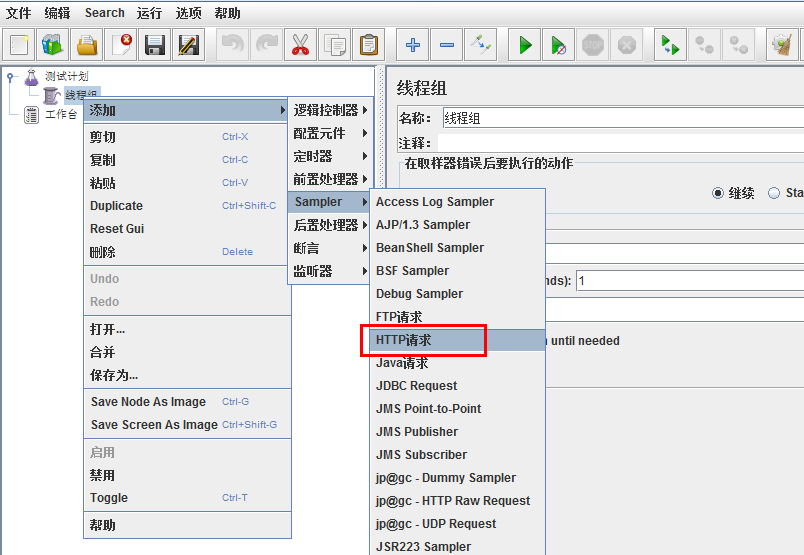 文件 编辑 Search 运行 选项 帮助
测试计划
线程组
工作台
添加
剪切 Ctrl-X
复制 Ctrl-C
粘贴 Ctrl-V
Duplicate Ctrl+Shift-C
Reset Gui
删除 Delete
Undo
Redo
打开...
合并
保存为...
Save Node As Image Ctrl-G
Save Screen As Image Ctrl+Shift-G
启用
禁用
Toggle Ctrl-T
帮助
逻辑控制器
配置元件
定时器
前置处理器
Sampler
后置处理器
断言
监听器
Access Log Sampler
AJP/1.3 Sampler
BeanShell Sampler
BSF Sampler
Debug Sampler
FTP请求
HTTP请求
Java请求
JDBC Request
JMS Point-to-Point
JMS Publisher
JMS Subscriber
jp@gc - Dummy Sampler
jp@gc - HTTP Raw Request
jp@gc - UDP Request
JSR223 Sampler
线程组
名称: 线程组
注释:
在取样器错误后要执行的动作
继续 Sta
nds): 1
until needed
STOP